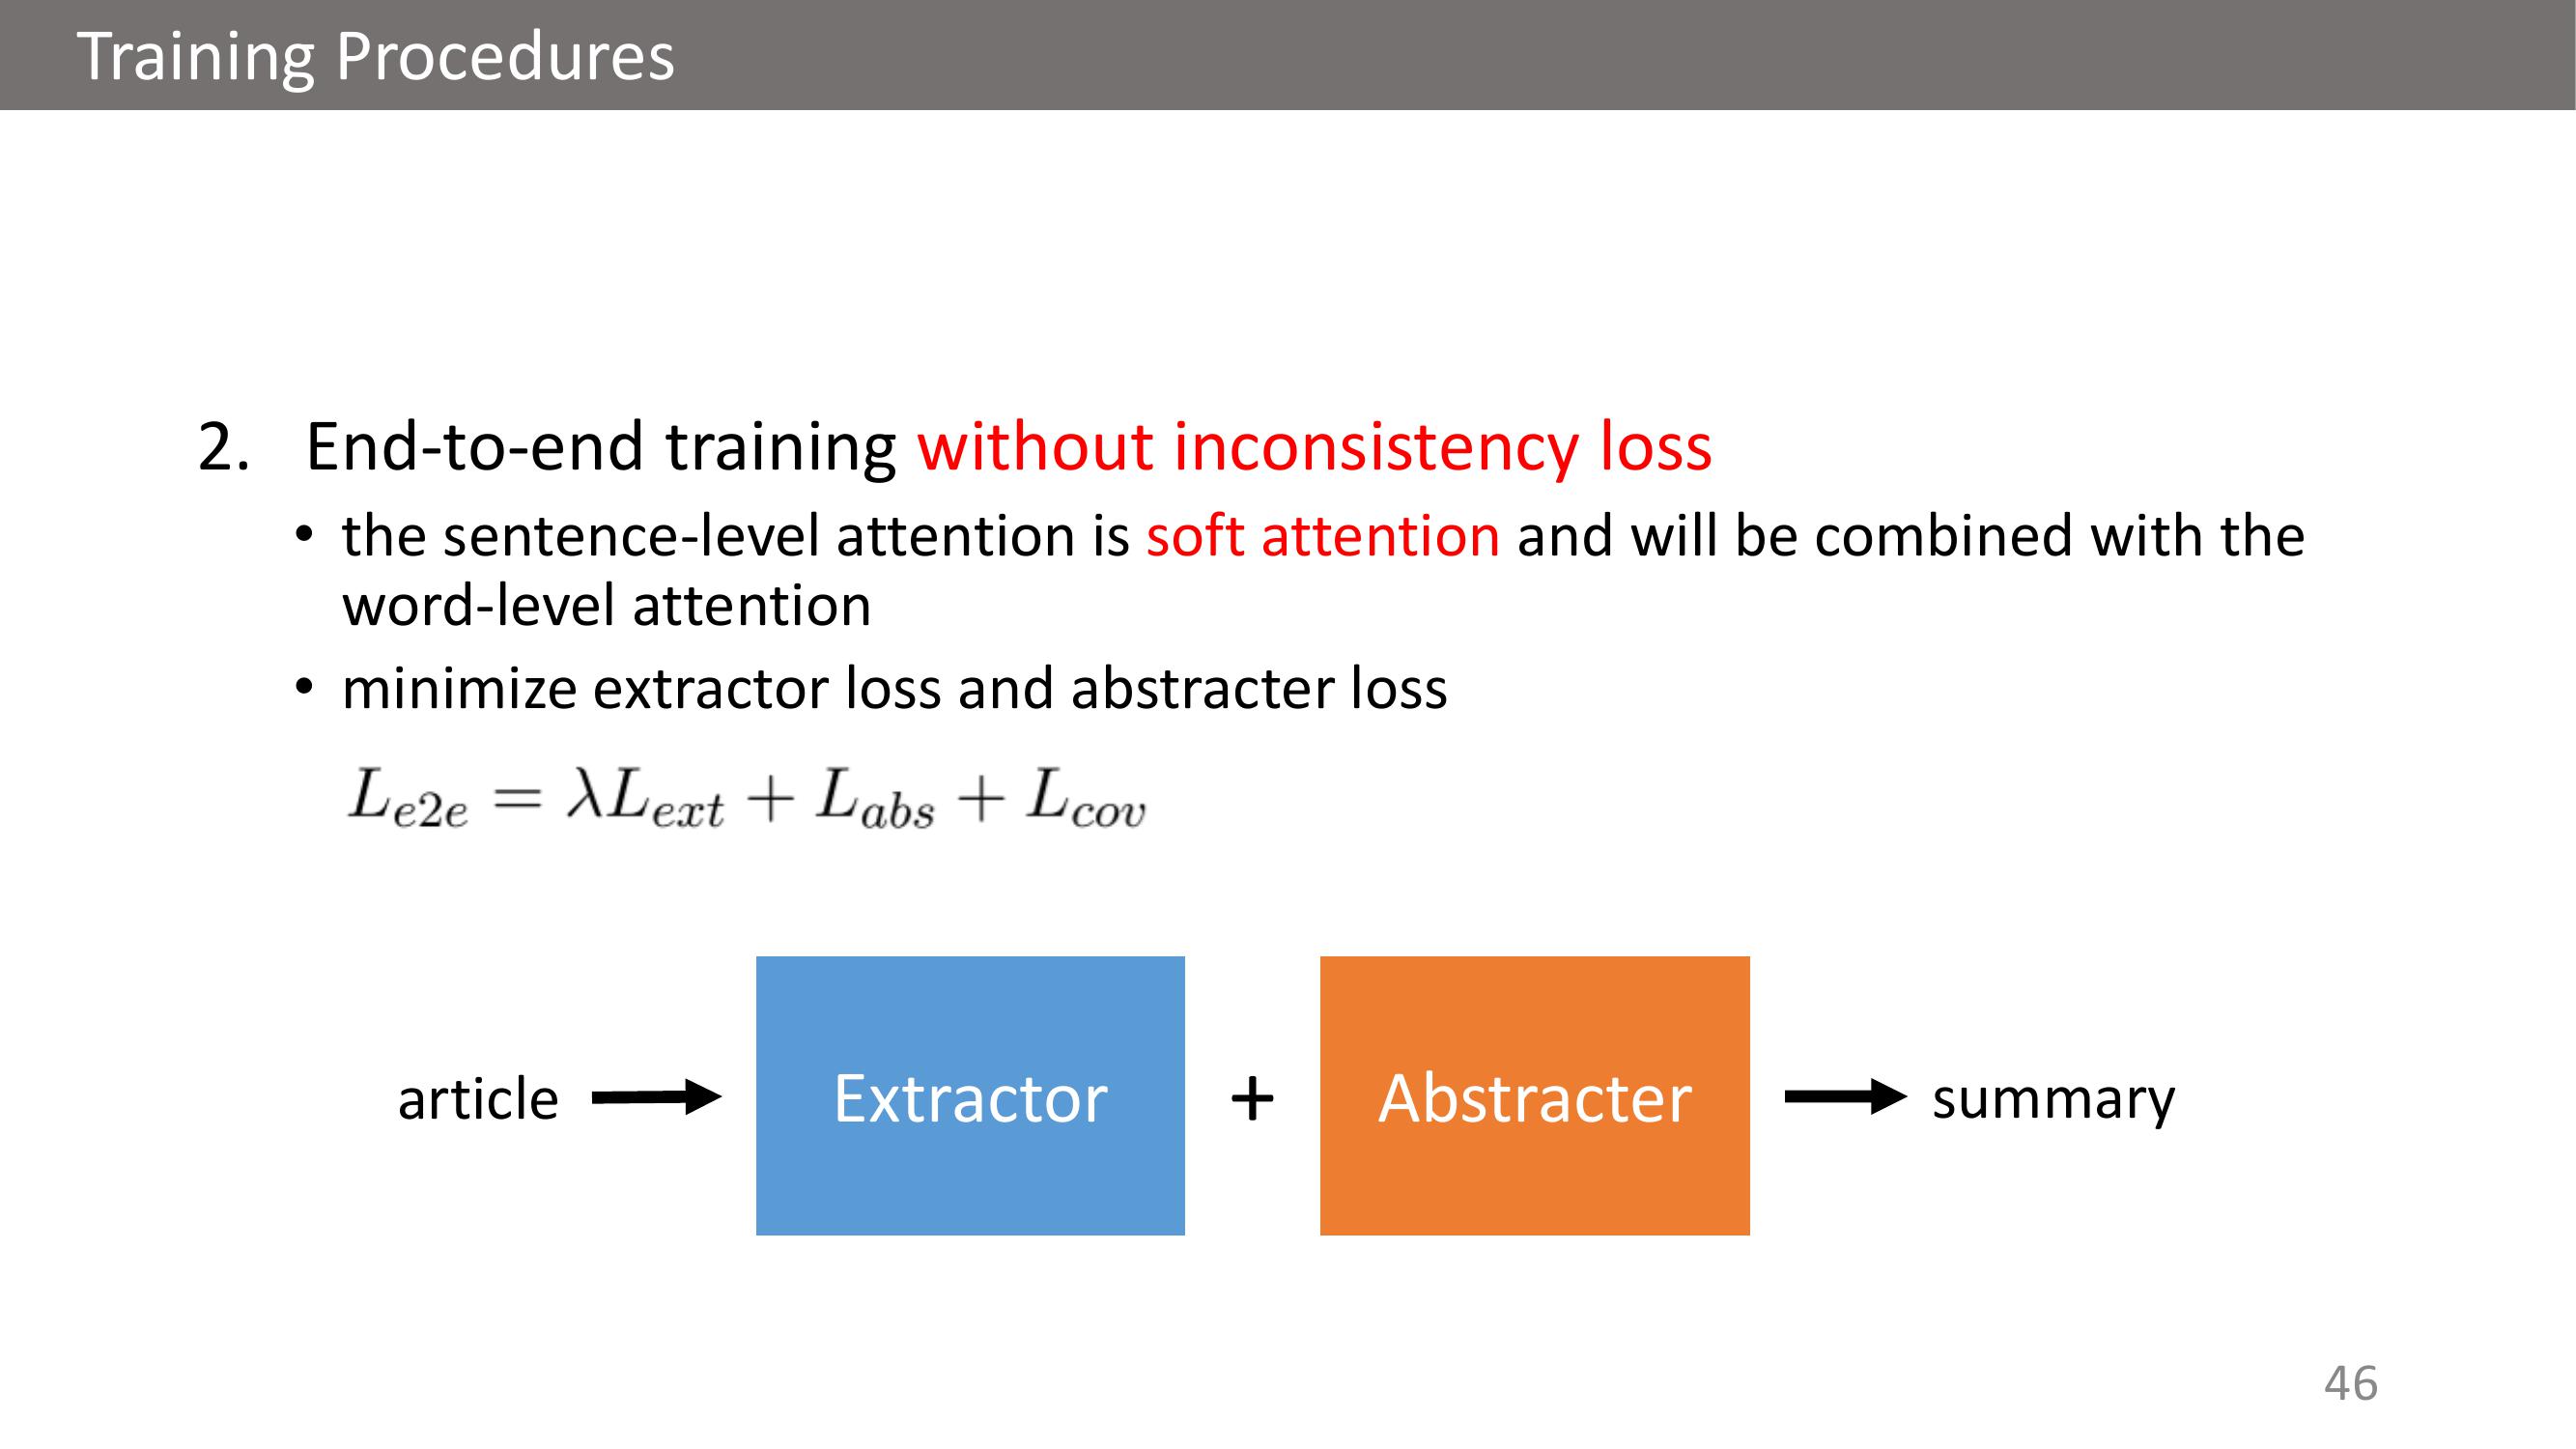 Training Procedures
2. End-to-end training without inconsistency loss
• the sentence-level attention is soft attention and will be combined with the
word-level attention
• minimize extractor loss and abstracter loss
L_{e2e} = λL_{ext} + L_{abs} + L_{cov}
article Extractor + Abstracter summary
46